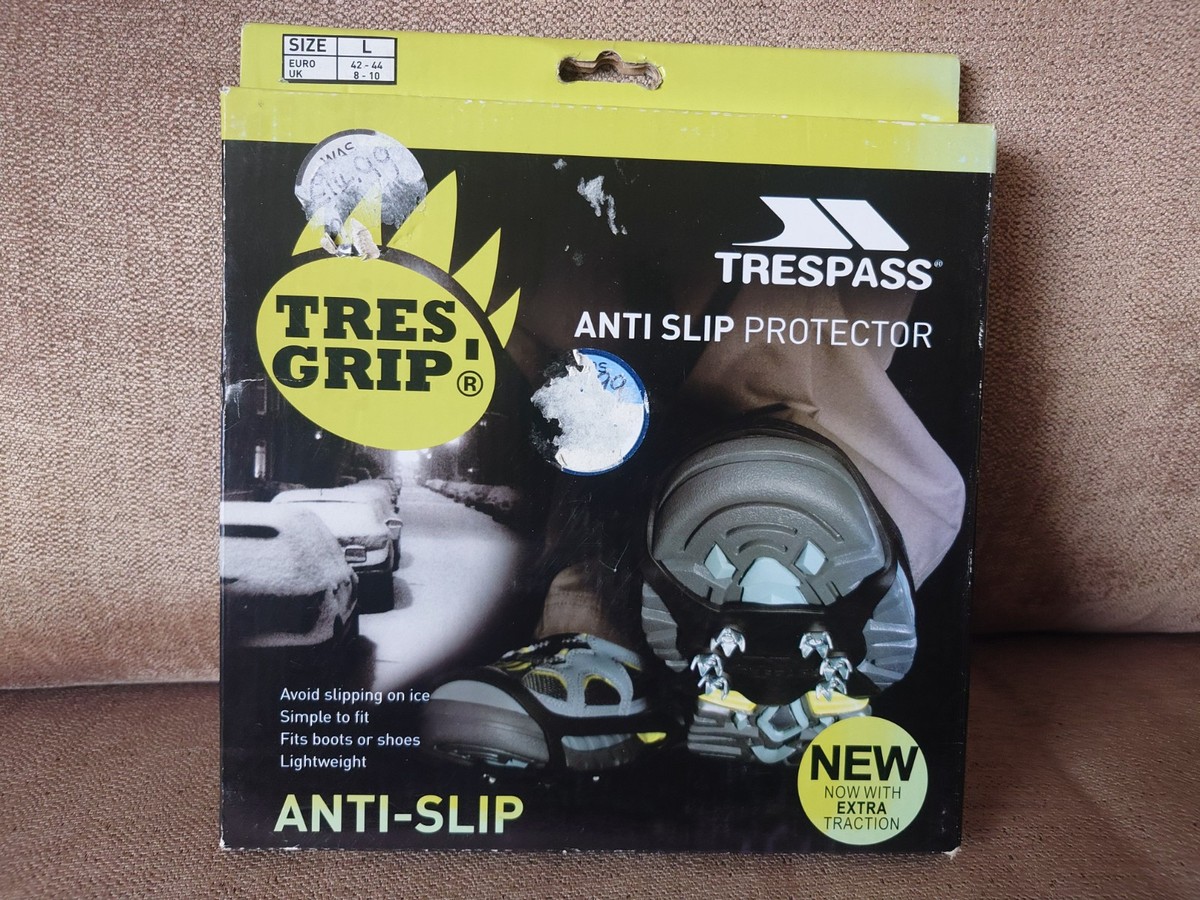 SIZE L
EURO 42 - 44
UK 8 - 10
WAS
TRESPASS®
ANTI SLIP PROTECTOR
TRES
GRIP®
Avoid slipping on ice
Simple to fit
Fits boots or shoes
Lightweight
ANTI-SLIP
NEW
NOW WITH
EXTRA
TRACTION